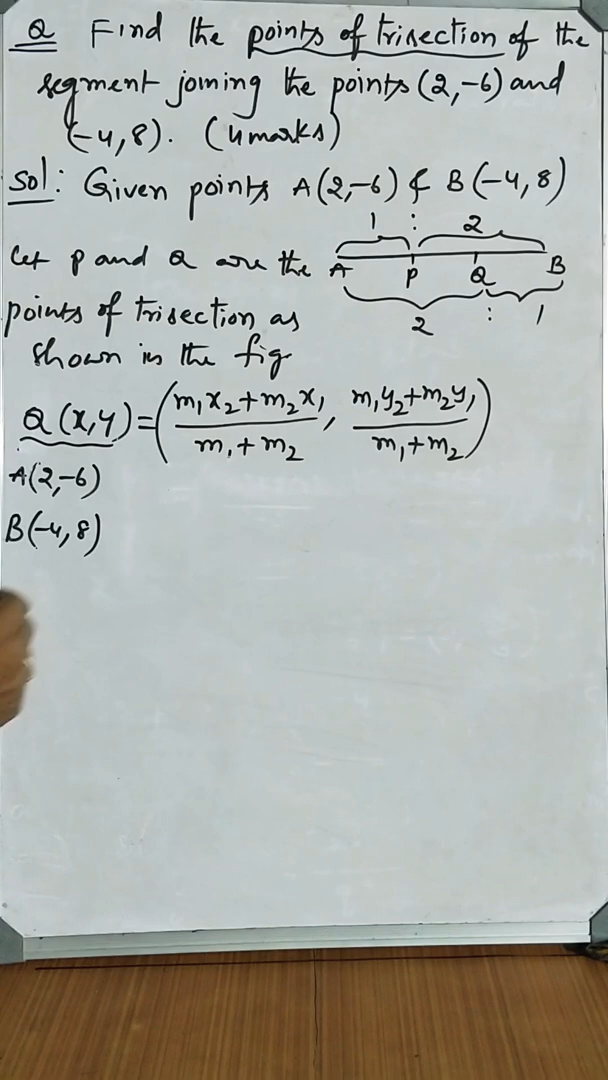 Q Find the points of trisection of the
segment joining the points (2,-6) and
(-4,8). (4marks)
Sol: Given points A(2,-6) & B(-4,8)
1 : 2
Let P and Q are the
A P Q B
points of trisection as
2 : 1
shown in the fig
Q(x,y)=(m₁x₂+m₂x₁/m₁+m₂, m₁y₂+m₂y₁/m₁+m₂)
A(2,-6)
B(-4,8)